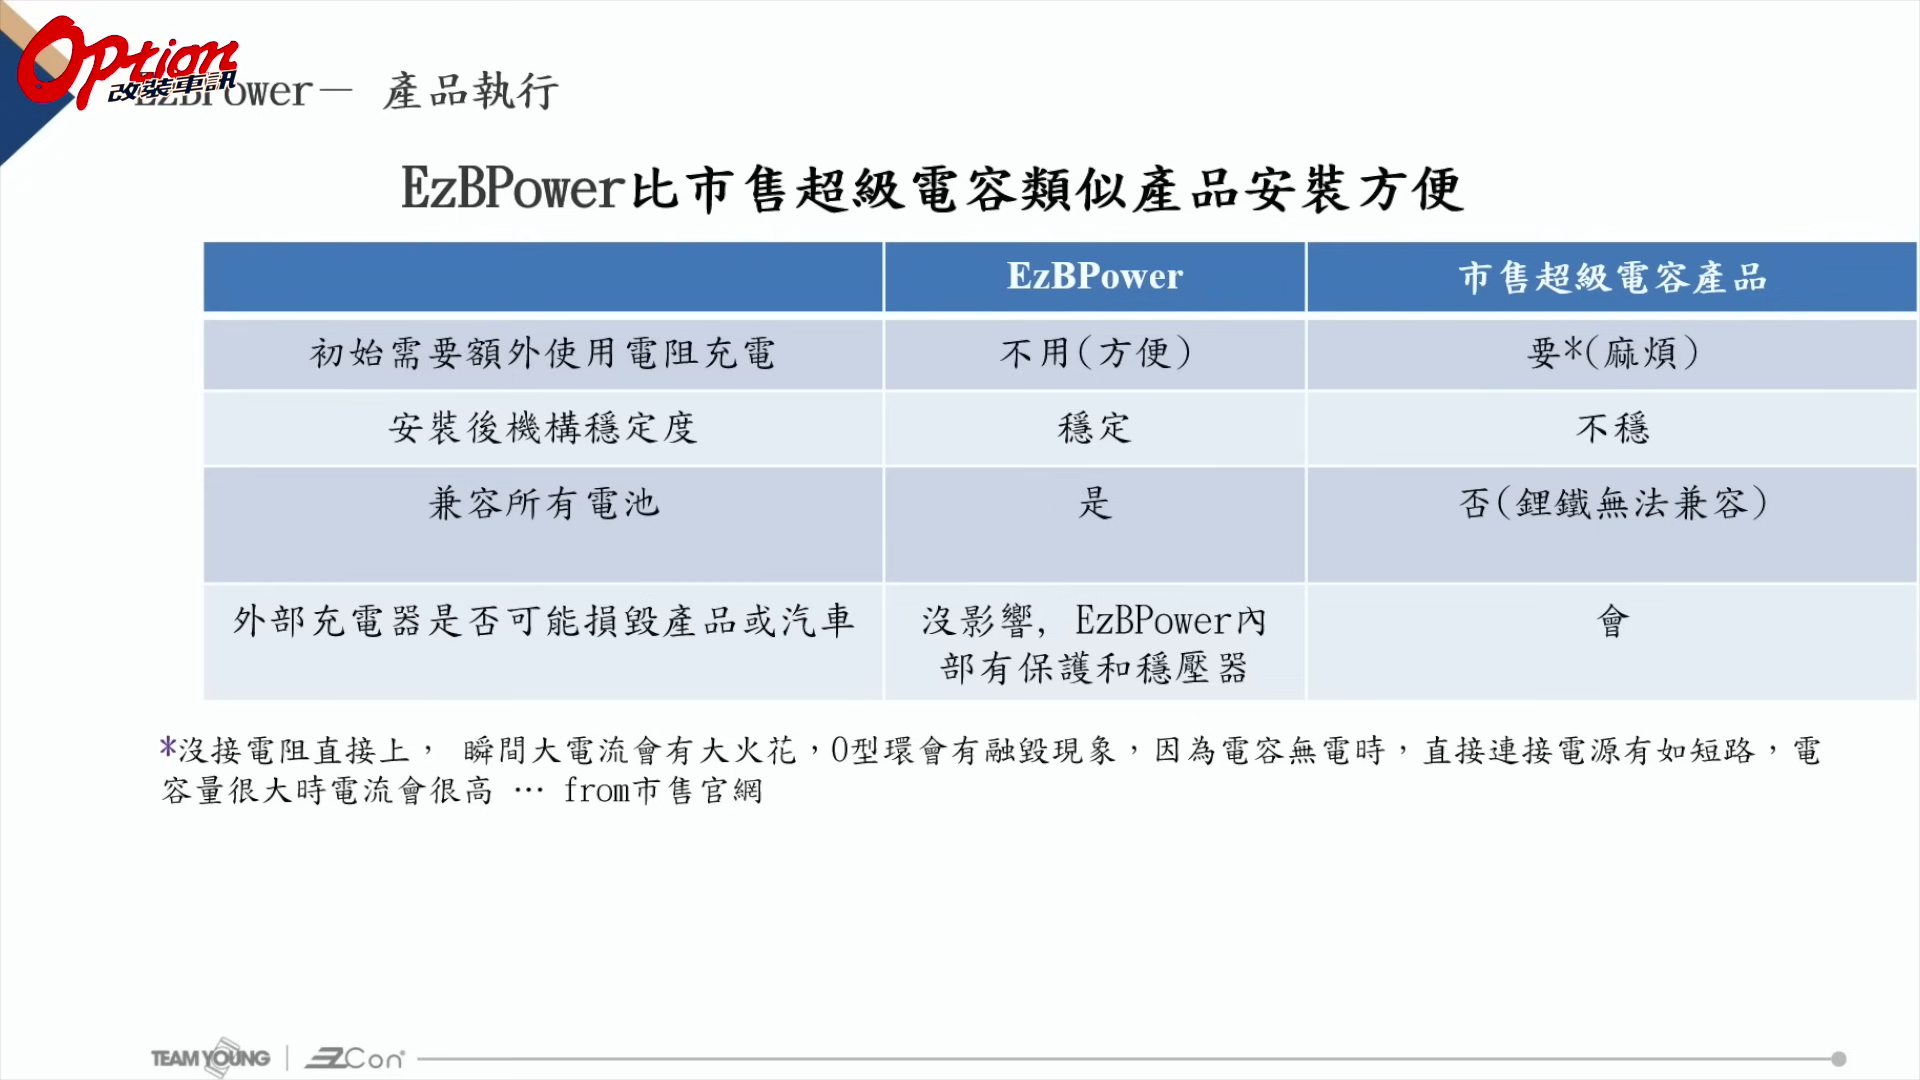 Option
改裝車訊
EzBPower－ 產品執行
EzBPower比市售超級電容類似產品安裝方便
EzBPower 市售超級電容產品
初始需要額外使用電阻充電 不用(方便) 要*(麻煩)
安裝後機構穩定度 穩定 不穩
兼容所有電池 是 否(鋰鐵無法兼容)
外部充電器是否可能損毀產品或汽車 沒影響, EzBPower內 會
部有保護和穩壓器
*沒接電阻直接上， 瞬間大電流會有大火花，O型環會有融毀現象，因為電容無電時，直接連接電源有如短路，電
容量很大時電流會很高 … from市售官網
TEAM YOUNG | EZCon®